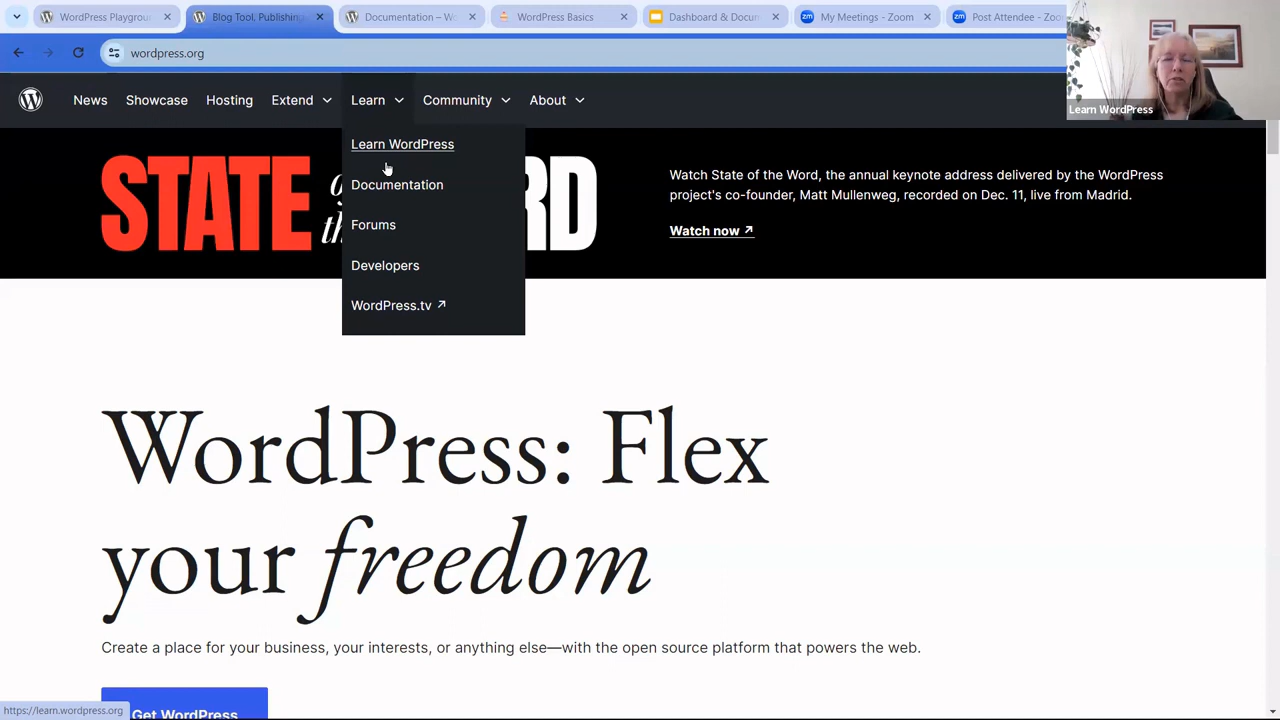 WordPress Playgrou
Blog Tool, Publishing
Documentation – Wo
WordPress Basics
Dashboard & Docum
My Meetings - Zoom
Post Attendee - Zoo
wordpress.org
News
Showcase
Hosting
Extend
Learn
Community
About
Learn WordPress
Learn WordPress
Documentation
Forums
Developers
WordPress.tv ↗
STATE
Watch State of the Word, the annual keynote address delivered by the WordPress
project's co-founder, Matt Mullenweg, recorded on Dec. 11, live from Madrid.
Watch now ↗
WordPress: Flex
your freedom
Create a place for your business, your interests, or anything else—with the open source platform that powers the web.
Get WordPress
https://learn.wordpress.org